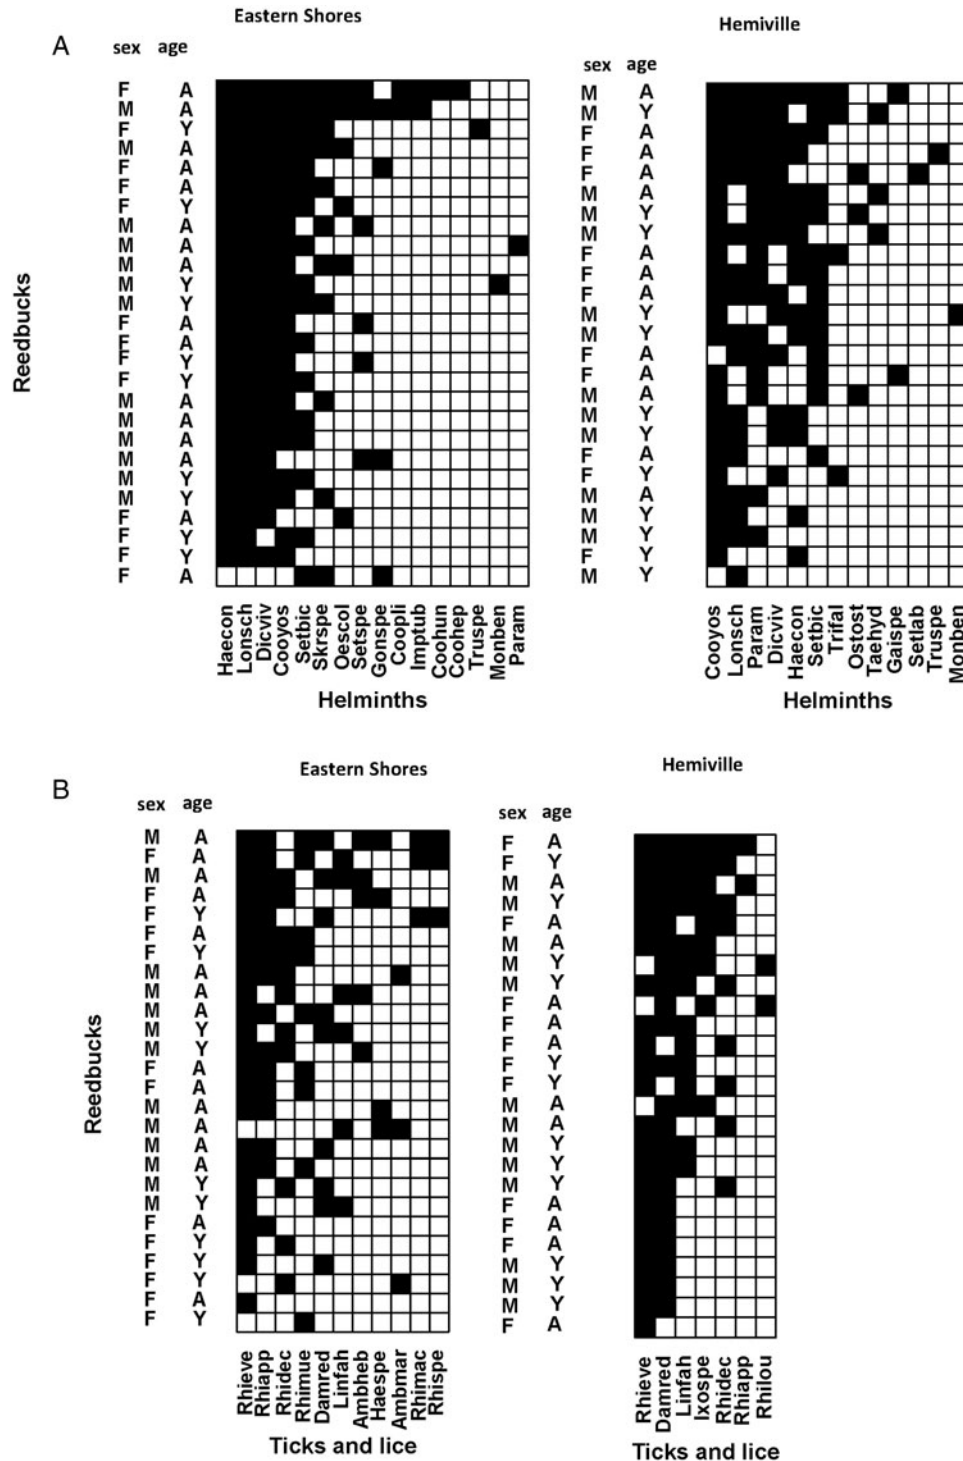 A
Eastern Shores
sex age
F A
M A
F Y
M A
F A
F A
F Y
M A
M A
M A
M Y
M Y
F A
F A
F Y
F Y
M A
M A
M A
M A
M Y
M Y
F A
F Y
F Y
F A
Reedbucks
Haecon
Lonsch
Dicviv
Cooyos
Setbic
Skrspe
Oescol
Setspe
Gonspe
Coopli
Imptub
Coohun
Coohep
Truspe
Monben
Param
Helminths
Hemiville
sex age
M A
M Y
F A
F A
F A
M A
M Y
M Y
F A
F A
F A
M Y
M Y
F A
F A
M A
M Y
M Y
F A
F Y
M A
M Y
M Y
F Y
M Y
Cooyos
Lonsch
Param
Dicviv
Haecon
Setbic
Trifal
Ostost
Taehyd
Gaispe
Setlab
Truspe
Monben
Helminths
B
Eastern Shores
sex age
M A
F A
M A
F A
F Y
F A
F Y
M A
M A
M A
M Y
M Y
F A
F A
M A
M A
M A
M A
M Y
M Y
F A
F Y
F Y
F Y
F A
F Y
Reedbucks
Rhieve
Rhiapp
Rhidec
Rhimue
Damred
Linfah
Ambheb
Haespe
Ambmar
Rhimac
Rhispe
Ticks and lice
Hemiville
sex age
F A
F Y
M A
M Y
F A
M A
M Y
M Y
F A
F A
F A
F Y
F Y
M A
M A
M Y
M Y
M Y
F A
F A
F A
M Y
M Y
M Y
F A
Rhieve
Damred
Linfah
Ixospe
Rhidec
Rhiapp
Rhilou
Ticks and lice